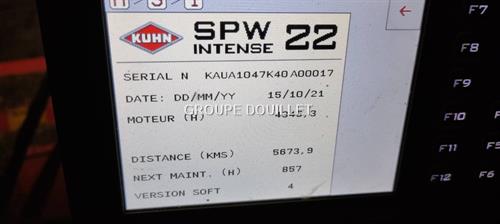 KUHN
SPW
INTENSE
22
SERIAL N KAUA1047K40A00017
DATE: DD/MM/YY 15/10/21
GROUPE DOUILLET
MOTEUR (H) 4345,3
DISTANCE (KMS) 5673,9
NEXT MAINT. (H) 857
VERSION SOFT 4
F7
F8
F9
F10 F5
F11 F12 F6